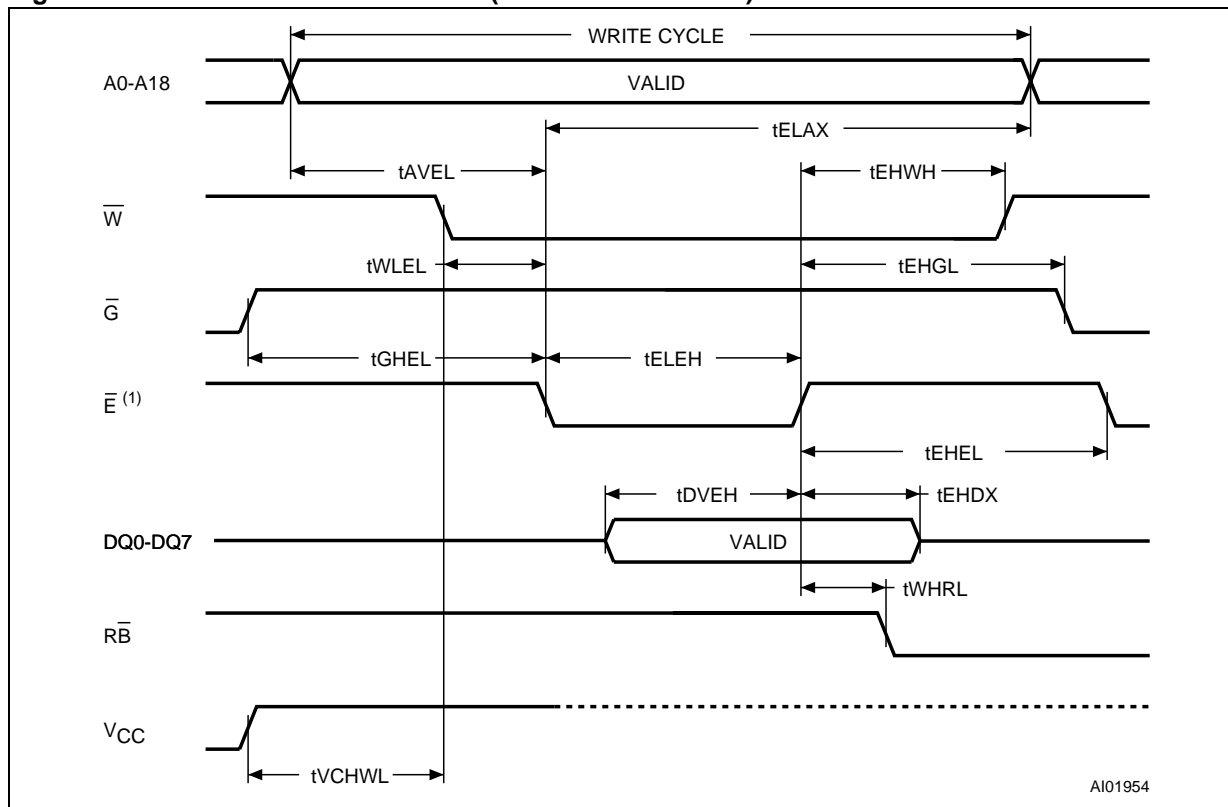 WRITE CYCLE
A0-A18
VALID
tELAX
tAVEL
tEHWH
W̅
tWLEL
tEHGL
G̅
tGHEL
tELEH
E̅ (1)
tEHEL
tDVEH
tEHDX
DQ0-DQ7
VALID
tWHRL
RB̅
VCC
tVCHWL
AI01954